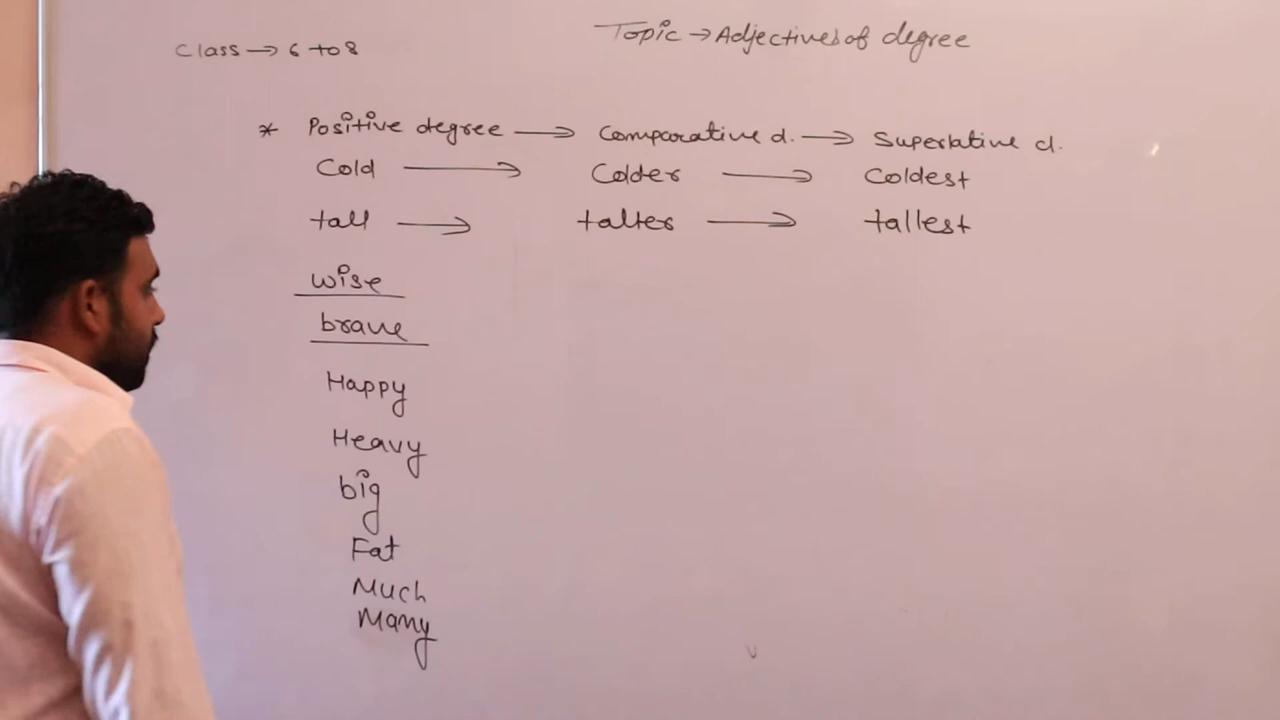 Class → 6 to 8
Topic → Adjectives of degree
* Positive degree → Comparative d. → Superlative d.
Cold → Colder → Coldest
tall → taller → tallest
wise
brave
Happy
Heavy
big
Fat
Much
Many